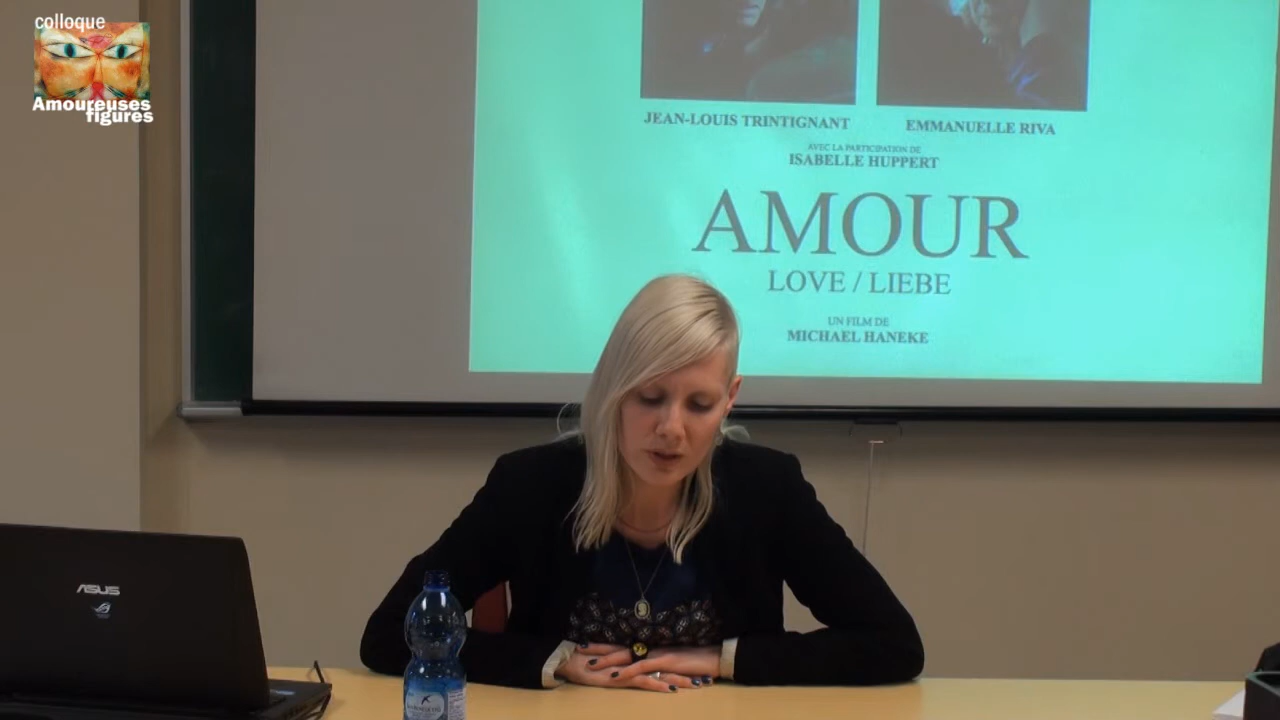 colloque
Amoureuses
figures
JEAN-LOUIS TRINTIGNANT
EMMANUELLE RIVA
AVEC LA PARTICIPATION DE
ISABELLE HUPPERT
AMOUR
LOVE / LIEBE
UN FILM DE
MICHAEL HANEKE
ASUS